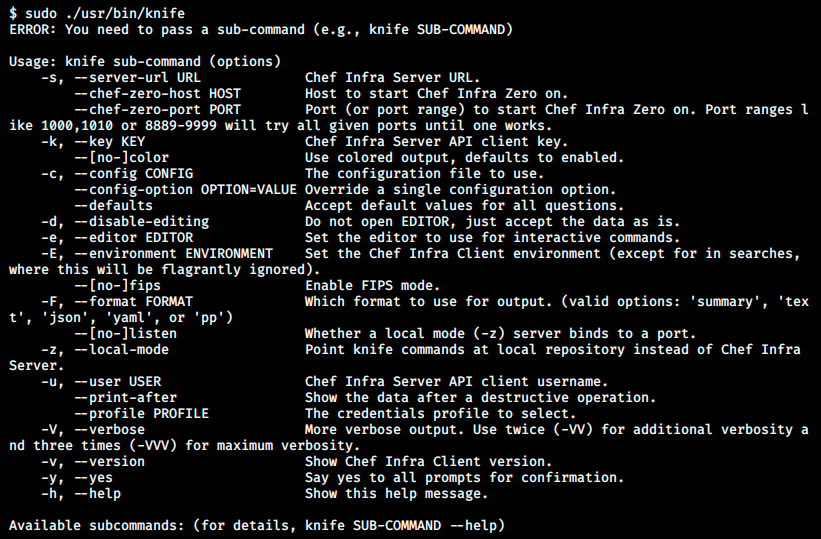 $ sudo ./usr/bin/knife
ERROR: You need to pass a sub-command (e.g., knife SUB-COMMAND)

Usage: knife sub-command (options)
    -s, --server-url URL             Chef Infra Server URL.
        --chef-zero-host HOST        Host to start Chef Infra Zero on.
        --chef-zero-port PORT        Port (or port range) to start Chef Infra Zero on. Port ranges l
ike 1000,1010 or 8889-9999 will try all given ports until one works.
    -k, --key KEY                    Chef Infra Server API client key.
        --[no-]color                 Use colored output, defaults to enabled.
    -c, --config CONFIG              The configuration file to use.
        --config-option OPTION=VALUE Override a single configuration option.
        --defaults                   Accept default values for all questions.
    -d, --disable-editing            Do not open EDITOR, just accept the data as is.
    -e, --editor EDITOR              Set the editor to use for interactive commands.
    -E, --environment ENVIRONMENT    Set the Chef Infra Client environment (except for in searches,
where this will be flagrantly ignored).
        --[no-]fips                  Enable FIPS mode.
    -F, --format FORMAT              Which format to use for output. (valid options: 'summary', 'tex
t', 'json', 'yaml', or 'pp')
        --[no-]listen                Whether a local mode (-z) server binds to a port.
    -z, --local-mode                 Point knife commands at local repository instead of Chef Infra
Server.
    -u, --user USER                  Chef Infra Server API client username.
        --print-after                Show the data after a destructive operation.
        --profile PROFILE            The credentials profile to select.
    -V, --verbose                    More verbose output. Use twice (-VV) for additional verbosity a
nd three times (-VVV) for maximum verbosity.
    -v, --version                    Show Chef Infra Client version.
    -y, --yes                        Say yes to all prompts for confirmation.
    -h, --help                       Show this help message.

Available subcommands: (for details, knife SUB-COMMAND --help)